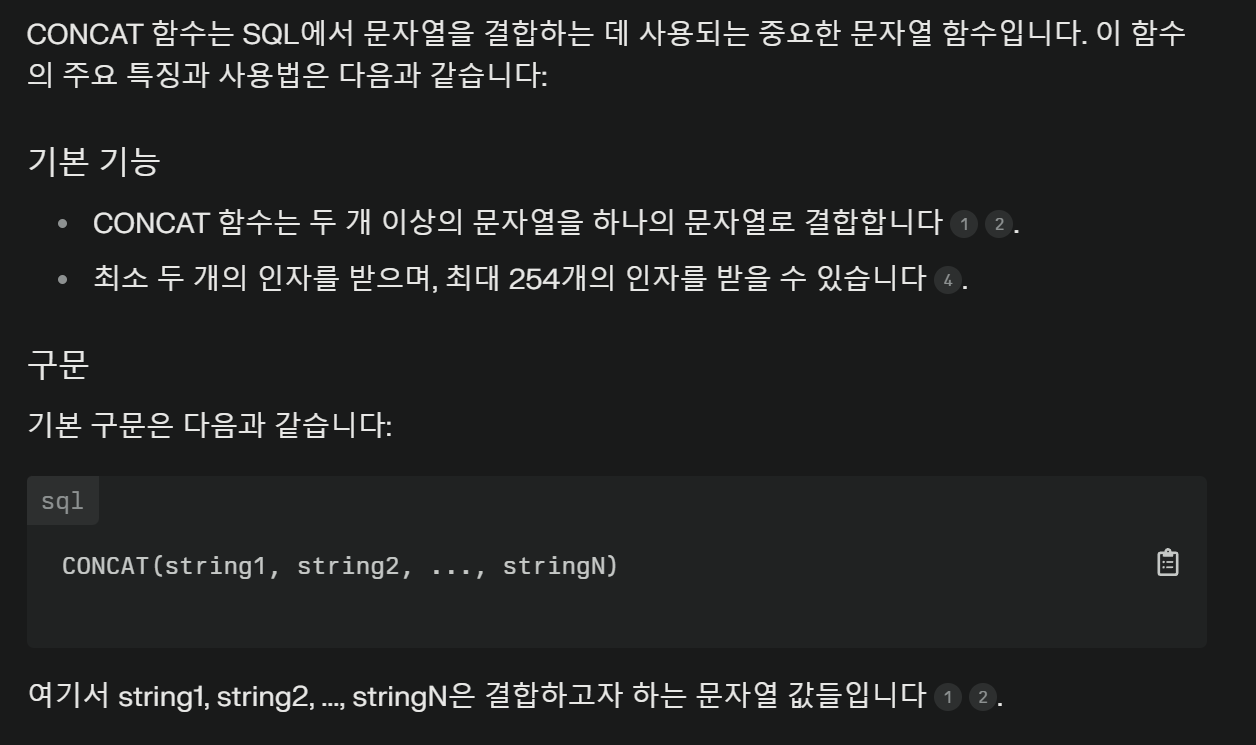 CONCAT 함수는 SQL에서 문자열을 결합하는 데 사용되는 중요한 문자열 함수입니다. 이 함수
의 주요 특징과 사용법은 다음과 같습니다:
기본 기능
• CONCAT 함수는 두 개 이상의 문자열을 하나의 문자열로 결합합니다 1 2.
• 최소 두 개의 인자를 받으며, 최대 254개의 인자를 받을 수 있습니다 4.
구문
기본 구문은 다음과 같습니다:
sql
CONCAT(string1, string2, ..., stringN)
여기서 string1, string2, ..., stringN은 결합하고자 하는 문자열 값들입니다 1 2.